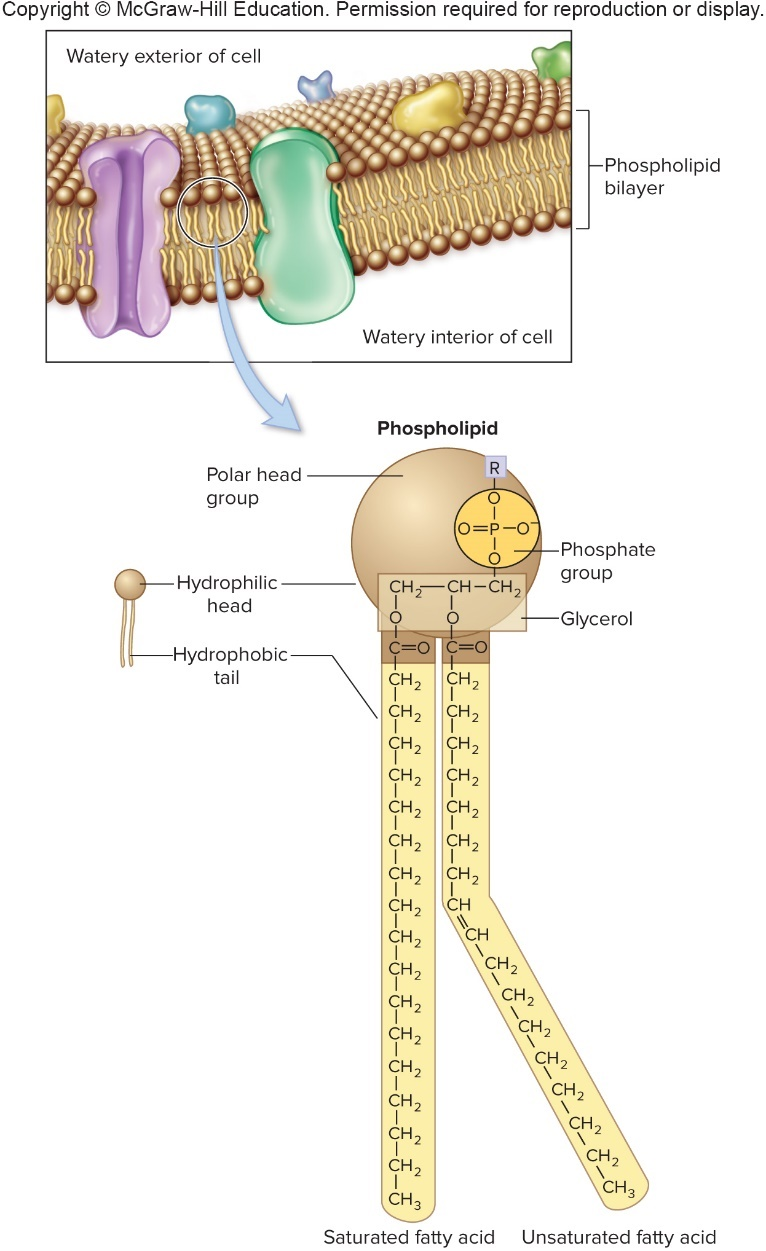 Copyright © McGraw-Hill Education. Permission required for reproduction or display.
Watery exterior of cell
Phospholipid
bilayer
Watery interior of cell
Phospholipid
Polar head
group
R
O
O=P–O⁻
O
Phosphate
group
Hydrophilic
head
CH₂—CH—CH₂
O O
Glycerol
C=O C=O
Hydrophobic
tail
CH₂ CH₂
CH₂ CH₂
CH₂ CH₂
CH₂ CH₂
CH₂ CH₂
CH₂ CH₂
CH₂ CH₂
CH₂ CH
CH₂ CH
CH₂ CH₂
CH₂ CH₂
CH₂ CH₂
CH₂ CH₂
CH₂ CH₂
CH₂ CH₂
CH₂ CH₂
CH₃ CH₃
Saturated fatty acid Unsaturated fatty acid